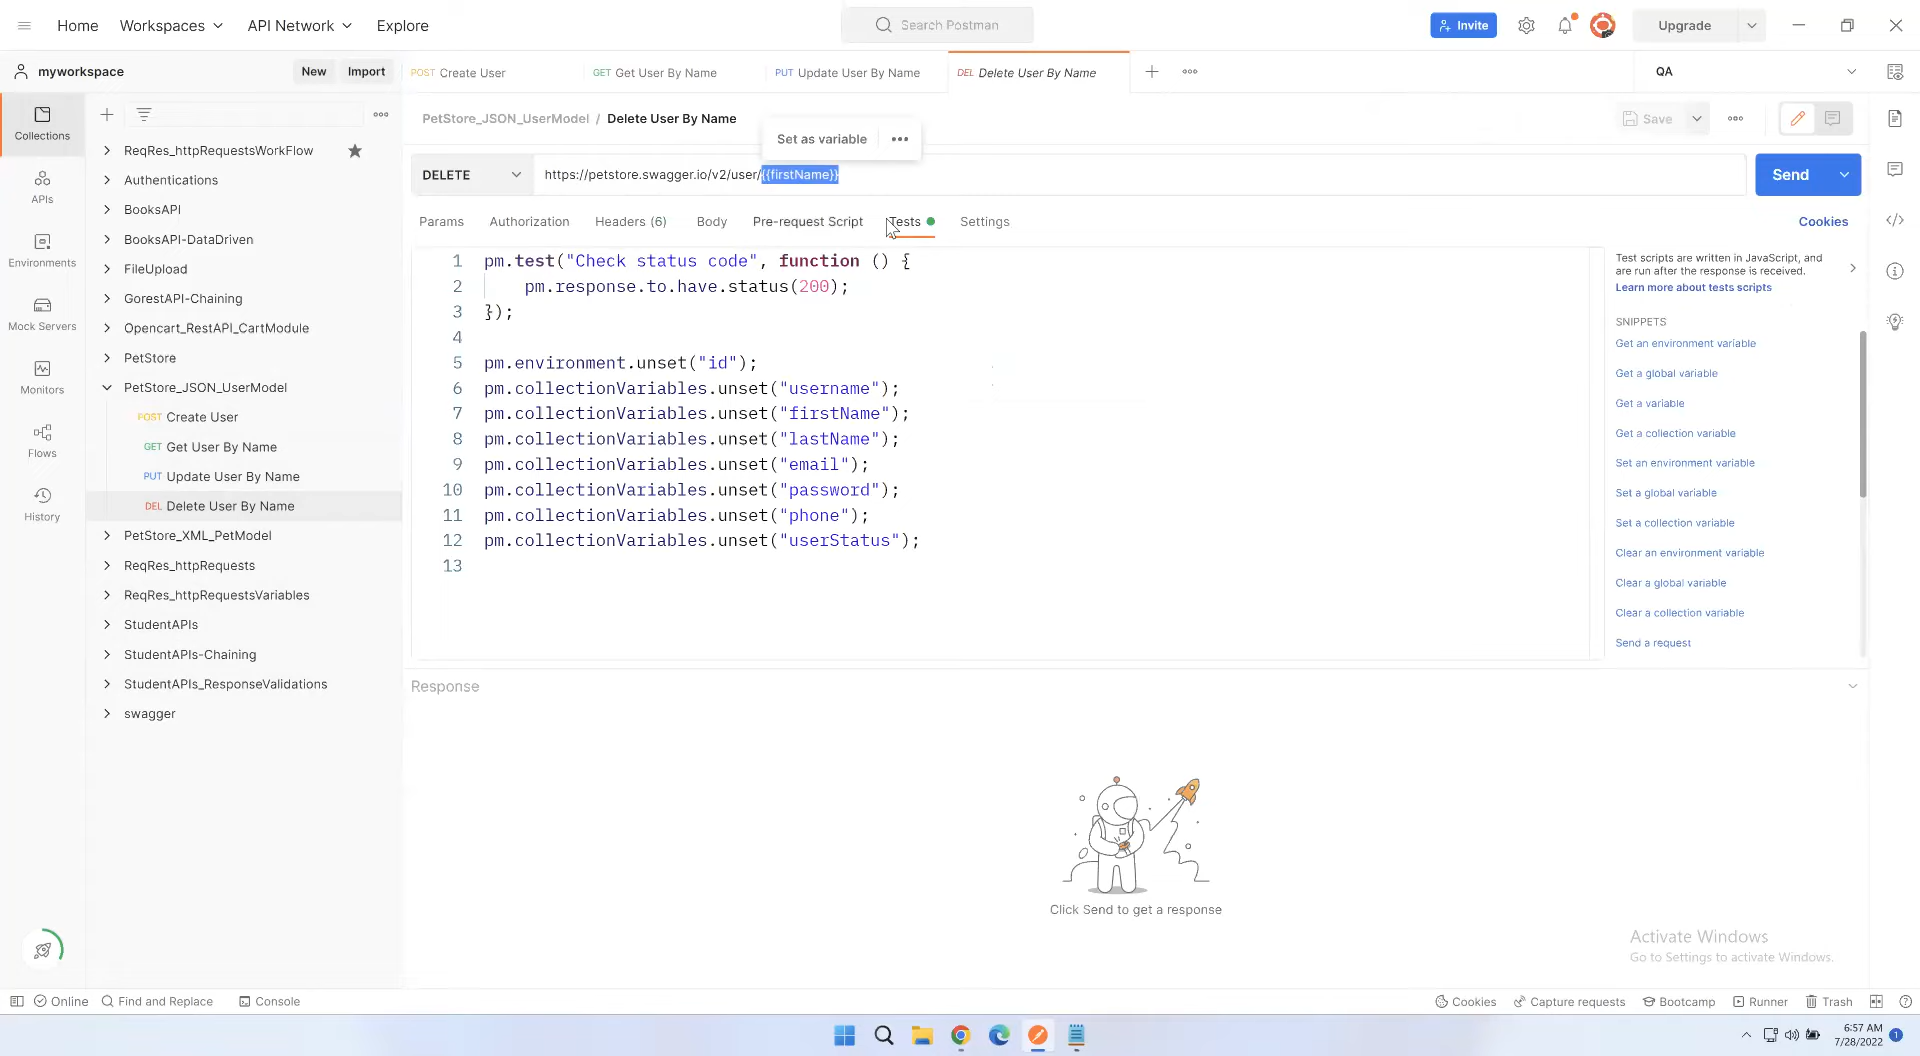 Home Workspaces API Network Explore Search Postman Invite Upgrade
myworkspace New Import POST Create User GET Get User By Name PUT Update User By Name DEL Delete User By Name QA
Collections
APIs
Environments
Mock Servers
Monitors
Flows
History
ReqRes_httpRequestsWorkFlow
Authentications
BooksAPI
BooksAPI-DataDriven
FileUpload
GorestAPI-Chaining
Opencart_RestAPI_CartModule
PetStore
PetStore_JSON_UserModel
POST Create User
GET Get User By Name
PUT Update User By Name
DEL Delete User By Name
PetStore_XML_PetModel
ReqRes_httpRequests
ReqRes_httpRequestsVariables
StudentAPIs
StudentAPIs-Chaining
StudentAPIs_ResponseValidations
swagger
PetStore_JSON_UserModel / Delete User By Name Save
Set as variable
DELETE https://petstore.swagger.io/v2/user/{{firstName}} Send
Params Authorization Headers (6) Body Pre-request Script Tests Settings Cookies
1 pm.test("Check status code", function () {
2 pm.response.to.have.status(200);
3 });
4
5 pm.environment.unset("id");
6 pm.collectionVariables.unset("username");
7 pm.collectionVariables.unset("firstName");
8 pm.collectionVariables.unset("lastName");
9 pm.collectionVariables.unset("email");
10 pm.collectionVariables.unset("password");
11 pm.collectionVariables.unset("phone");
12 pm.collectionVariables.unset("userStatus");
13
Test scripts are written in JavaScript, and
are run after the response is received.
Learn more about tests scripts
SNIPPETS
Get an environment variable
Get a global variable
Get a variable
Get a collection variable
Set an environment variable
Set a global variable
Set a collection variable
Clear an environment variable
Clear a global variable
Clear a collection variable
Send a request
Response
Click Send to get a response
Activate Windows
Go to Settings to activate Windows.
Online Find and Replace Console Cookies Capture requests Bootcamp Runner Trash
6:57 AM
7/28/2022 1